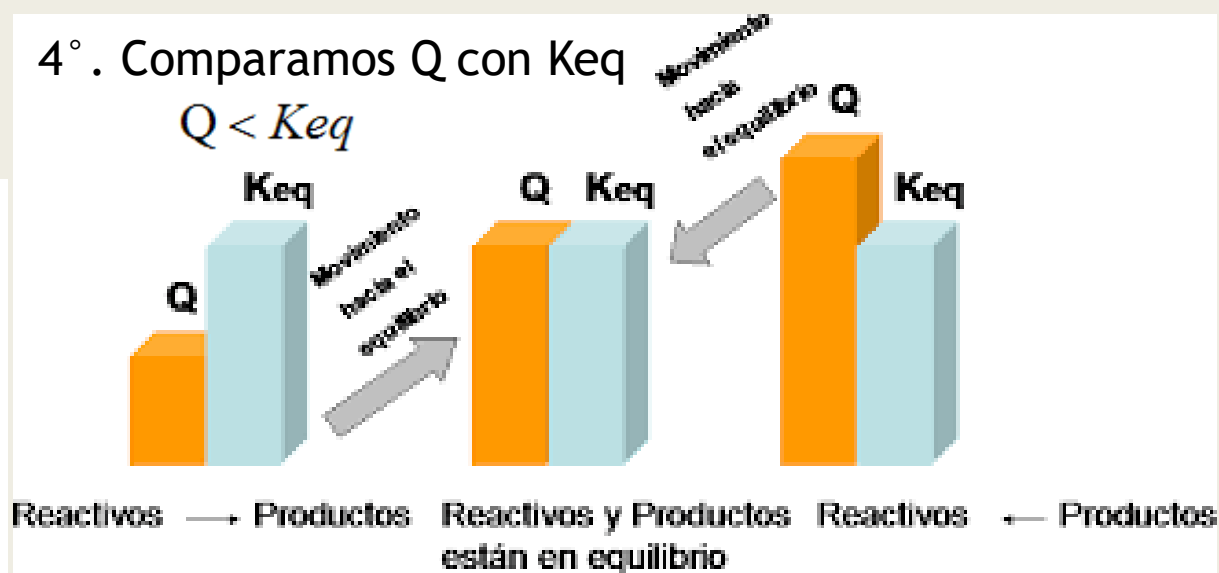 4°. Comparamos Q con Keq
Q < Keq
Q
Keq
Movimiento
hacia el
equilibrio
Q
Keq
Movimiento
hacia
el equilibrio
Q
Keq
Reactivos → Productos
Reactivos y Productos
están en equilibrio
Reactivos ← Productos